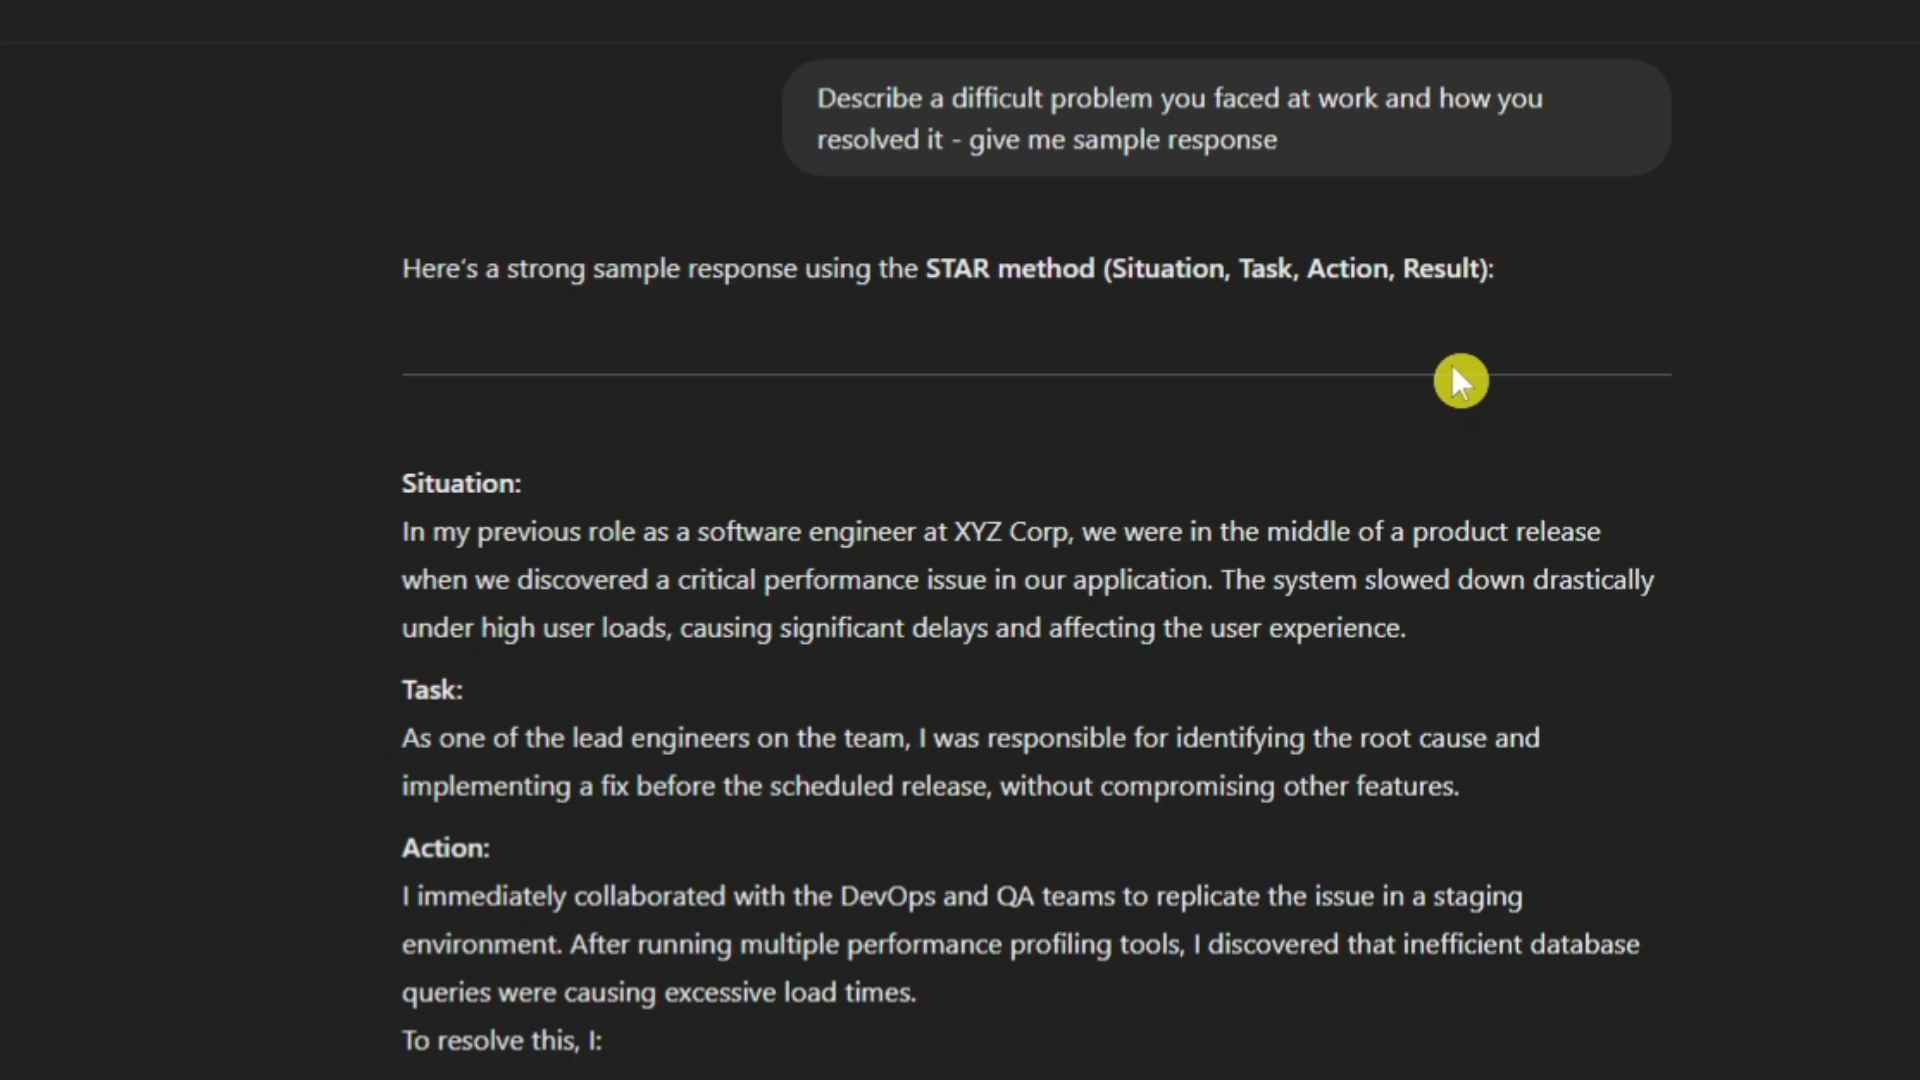 Describe a difficult problem you faced at work and how you
resolved it - give me sample response
Here's a strong sample response using the STAR method (Situation, Task, Action, Result):
Situation:
In my previous role as a software engineer at XYZ Corp, we were in the middle of a product release
when we discovered a critical performance issue in our application. The system slowed down drastically
under high user loads, causing significant delays and affecting the user experience.
Task:
As one of the lead engineers on the team, I was responsible for identifying the root cause and
implementing a fix before the scheduled release, without compromising other features.
Action:
I immediately collaborated with the DevOps and QA teams to replicate the issue in a staging
environment. After running multiple performance profiling tools, I discovered that inefficient database
queries were causing excessive load times.
To resolve this, I: